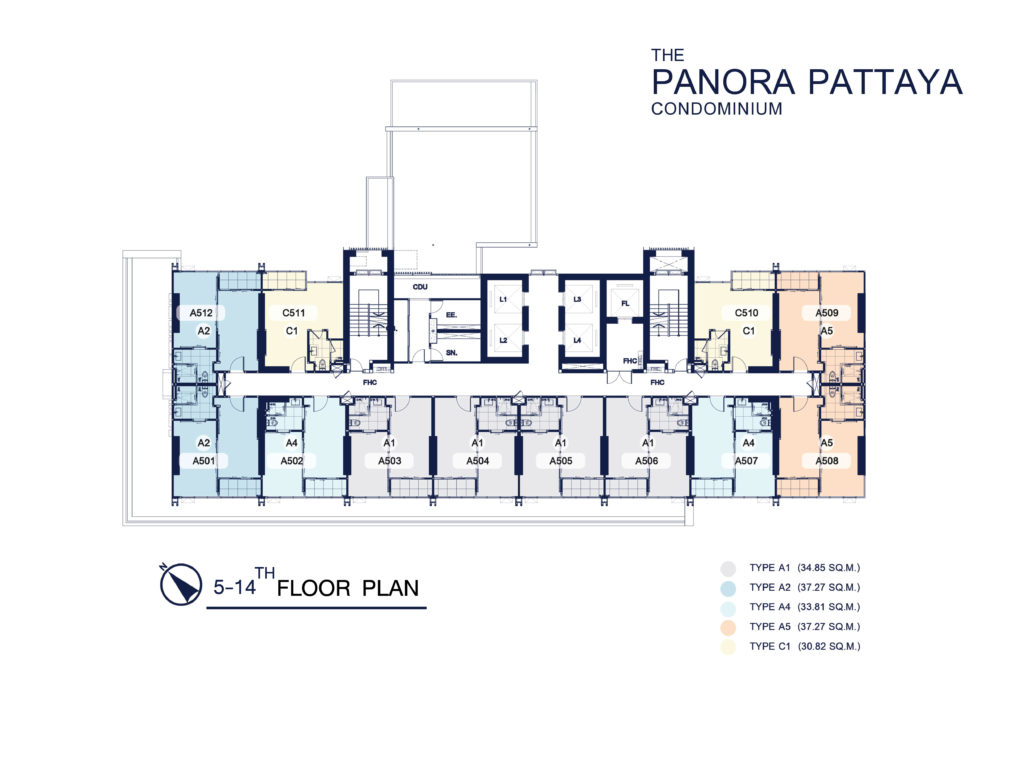 THE
PANORA PATTAYA
CONDOMINIUM
CDU
L1
L3
A512
A2
C511
C1
EE.
FL
C510
C1
A509
A5
L2
L4
SN.
FHC
FHC
FHC
A2
A501
A4
A502
A1
A503
A1
A504
A1
A505
A1
A506
A4
A507
A5
A508
N
5-14TH FLOOR PLAN
TYPE A1 (34.85 SQ.M.)
TYPE A2 (37.27 SQ.M.)
TYPE A4 (33.81 SQ.M.)
TYPE A5 (37.27 SQ.M.)
TYPE C1 (30.82 SQ.M.)